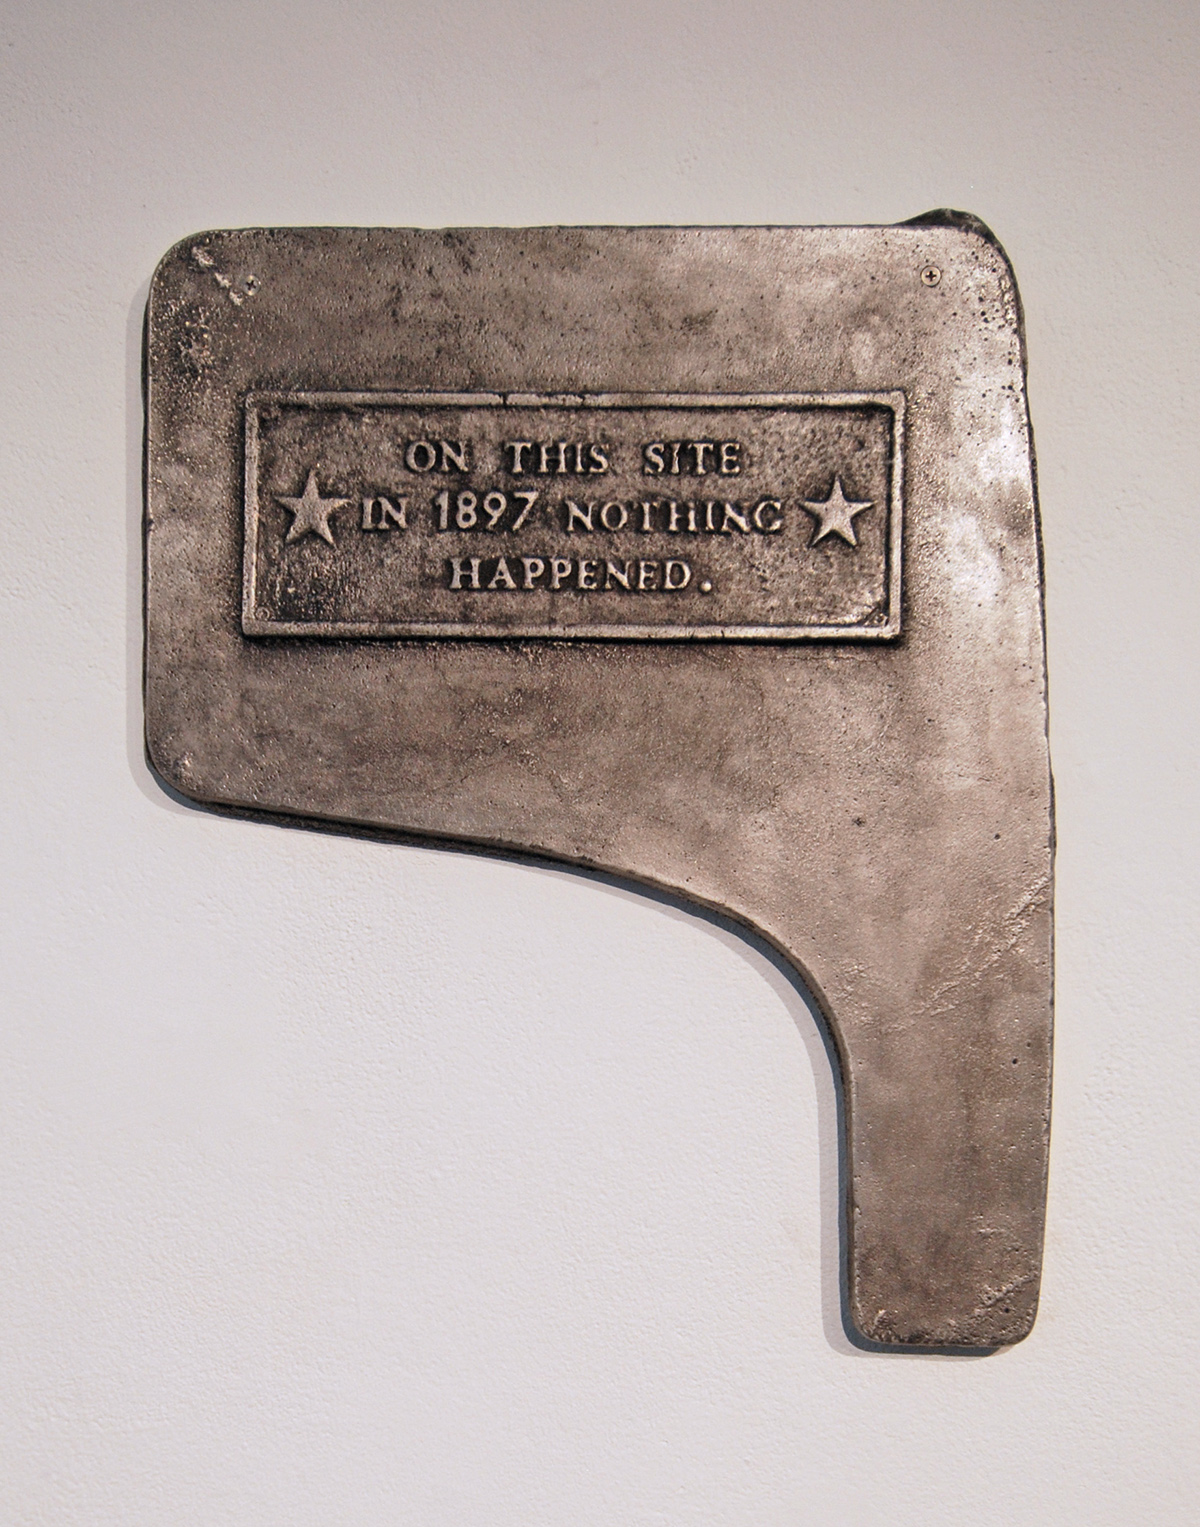 ON THIS SITE
IN 1897 NOTHING
HAPPENED.